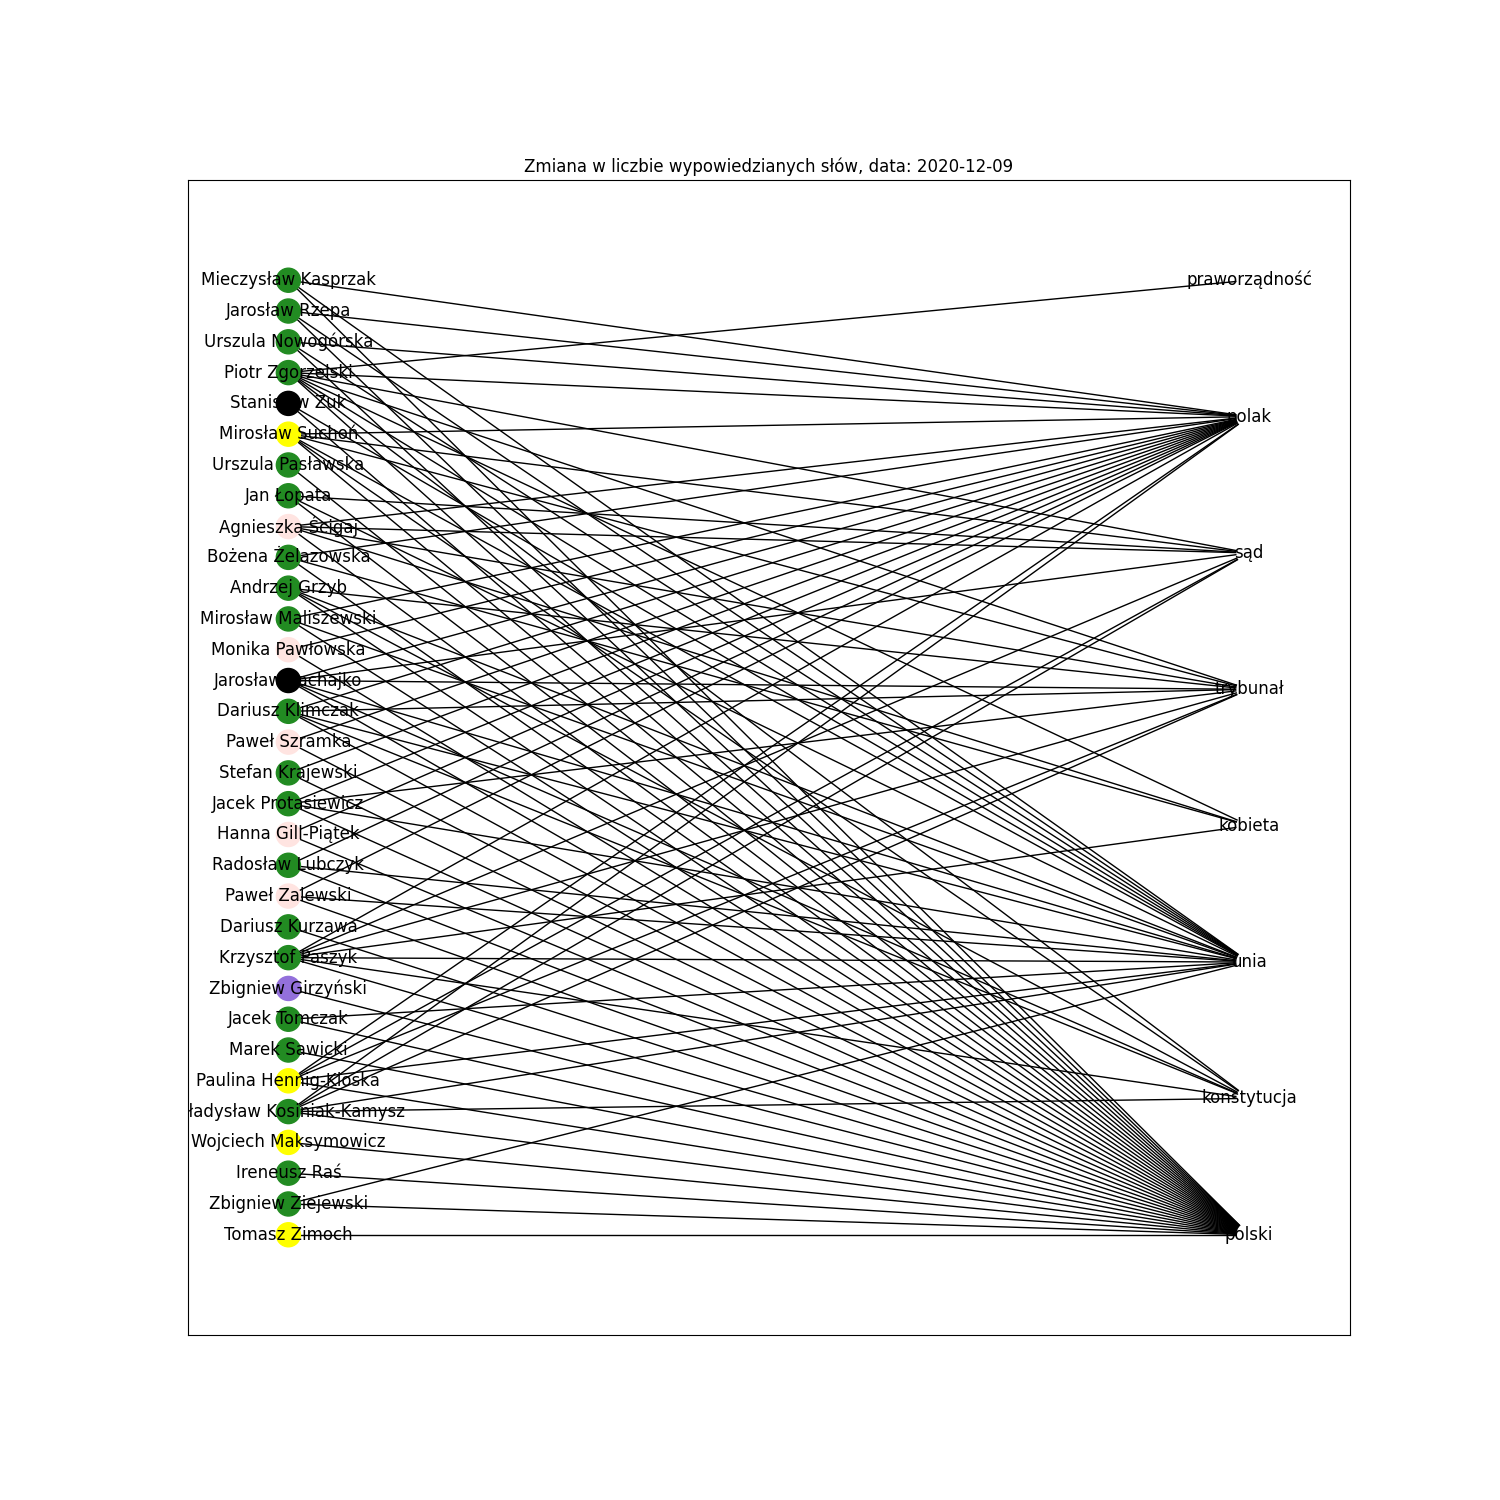 Zmiana w liczbie wypowiedzianych słów, data: 2020-12-09
Mieczysław Kasprzak
Jarosław Rzepa
Urszula Nowogórska
Piotr Zgorzelski
Stanisław Żuk
Mirosław Suchoń
Urszula Pasławska
Jan Łopata
Agnieszka Ścigaj
Bożena Żelazowska
Andrzej Grzyb
Mirosław Maliszewski
Monika Pawłowska
Jarosław Sachajko
Dariusz Klimczak
Paweł Szramka
Stefan Krajewski
Jacek Protasiewicz
Hanna Gill-Piątek
Radosław Lubczyk
Paweł Zalewski
Dariusz Kurzawa
Krzysztof Paszyk
Zbigniew Girzyński
Jacek Tomczak
Marek Sawicki
Paulina Hennig-Kloska
ładysław Kosiniak-Kamysz
Wojciech Maksymowicz
Ireneusz Raś
Zbigniew Ziejewski
Tomasz Zimoch
praworządność
polak
sąd
trybunał
kobieta
unia
konstytucja
polski